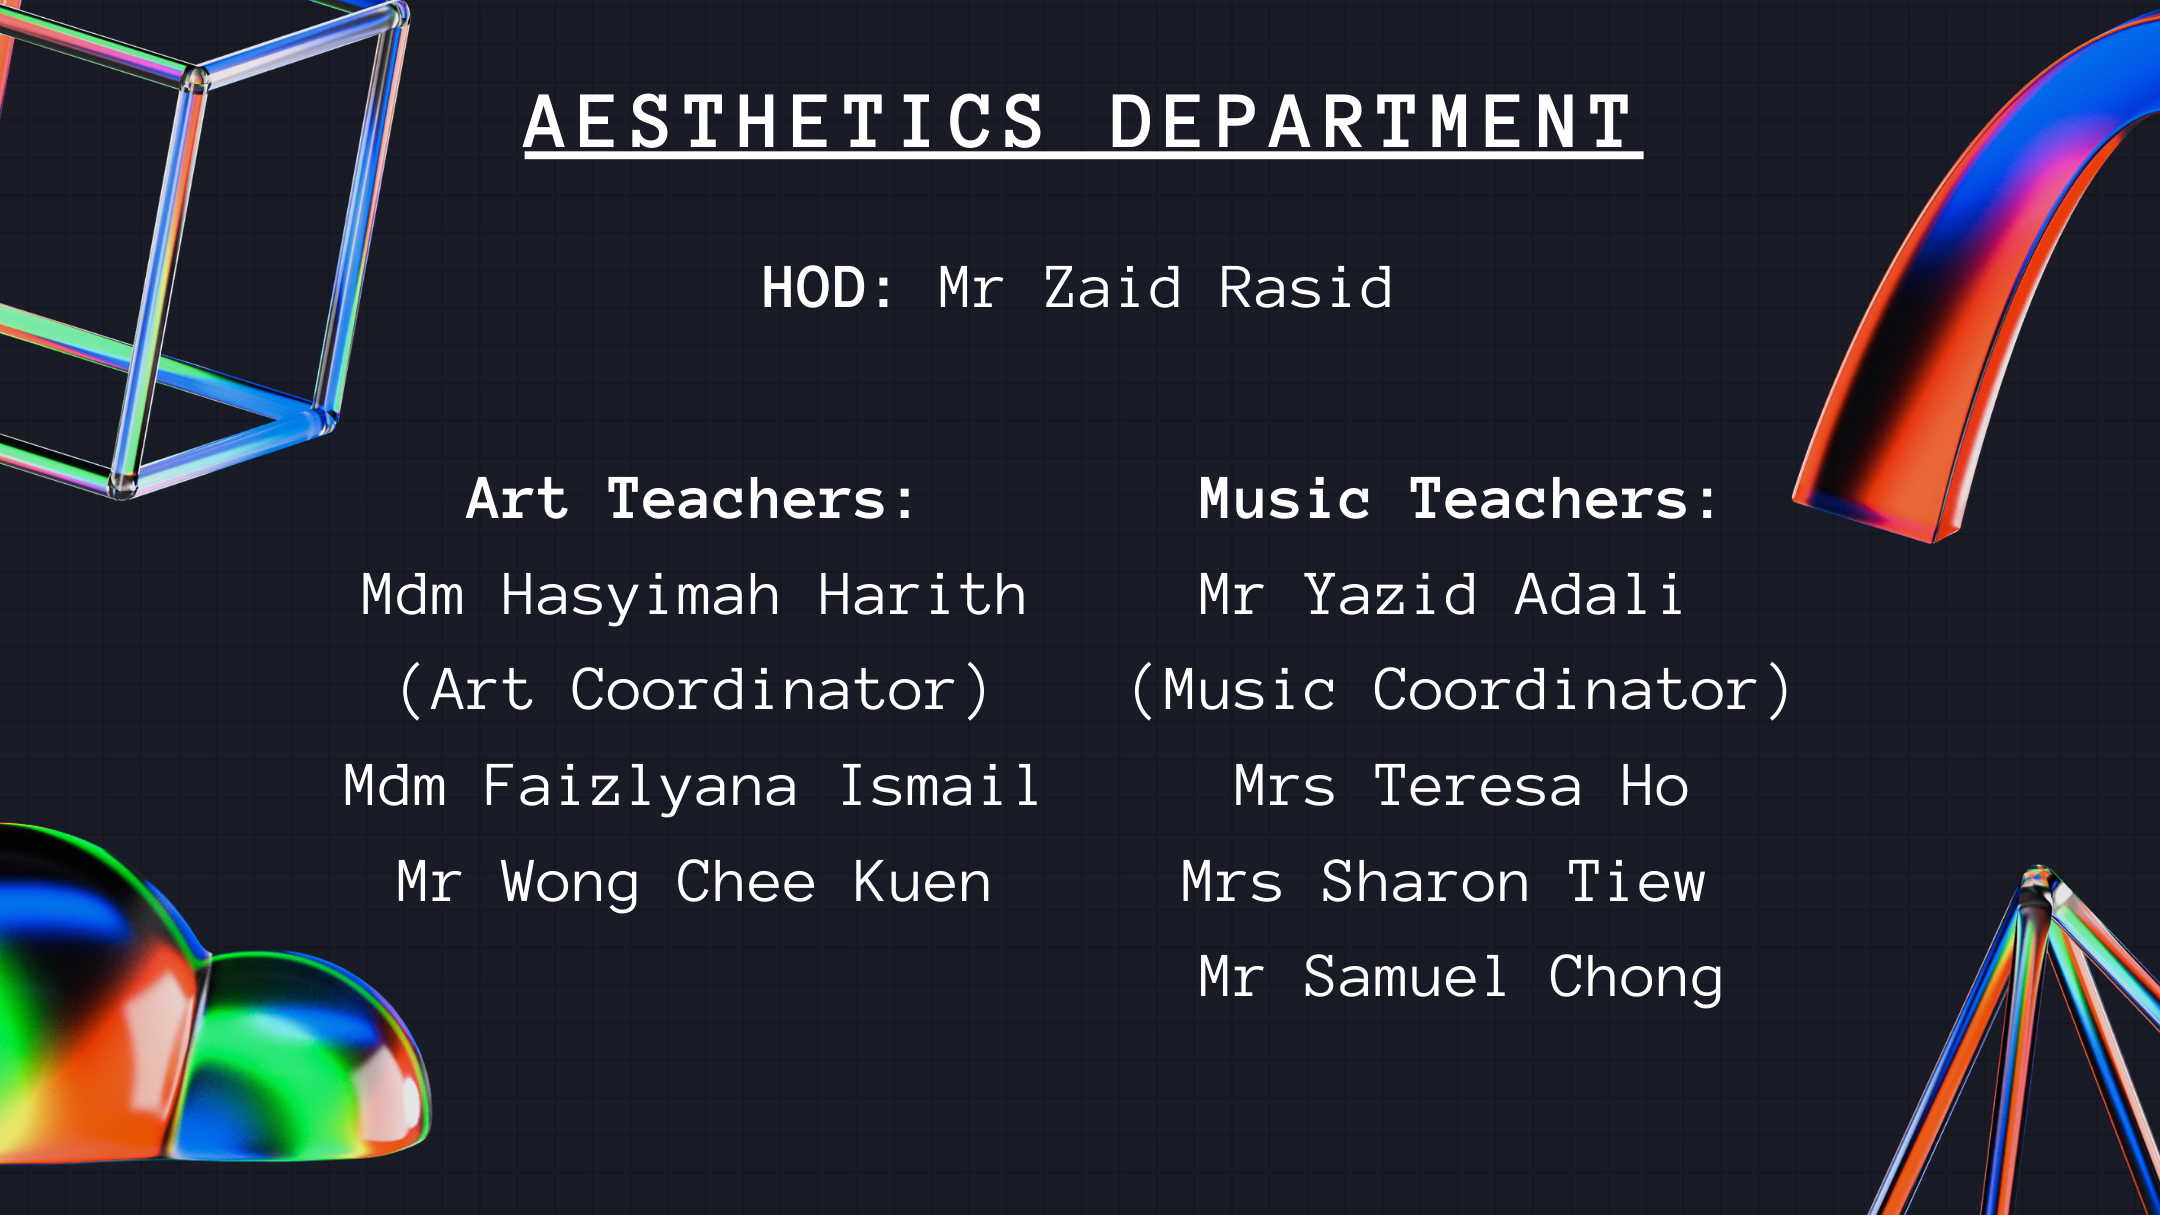 AESTHETICS DEPARTMENT
HOD: Mr Zaid Rasid
Art Teachers:
Mdm Hasyimah Harith
(Art Coordinator)
Mdm Faizlyana Ismail
Mr Wong Chee Kuen
Music Teachers:
Mr Yazid Adali
(Music Coordinator)
Mrs Teresa Ho
Mrs Sharon Tiew
Mr Samuel Chong